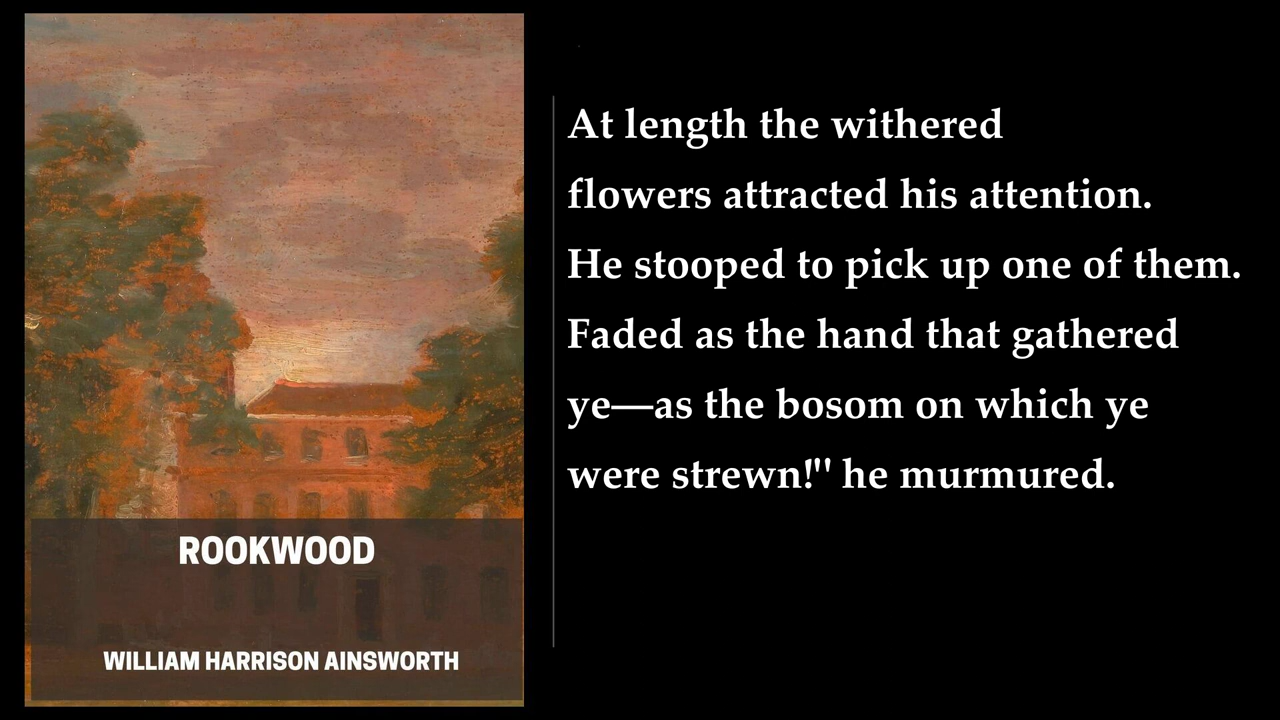 ROOKWOOD
WILLIAM HARRISON AINSWORTH
At length the withered
flowers attracted his attention.
He stooped to pick up one of them.
Faded as the hand that gathered
ye—as the bosom on which ye
were strewn!"' he murmured.